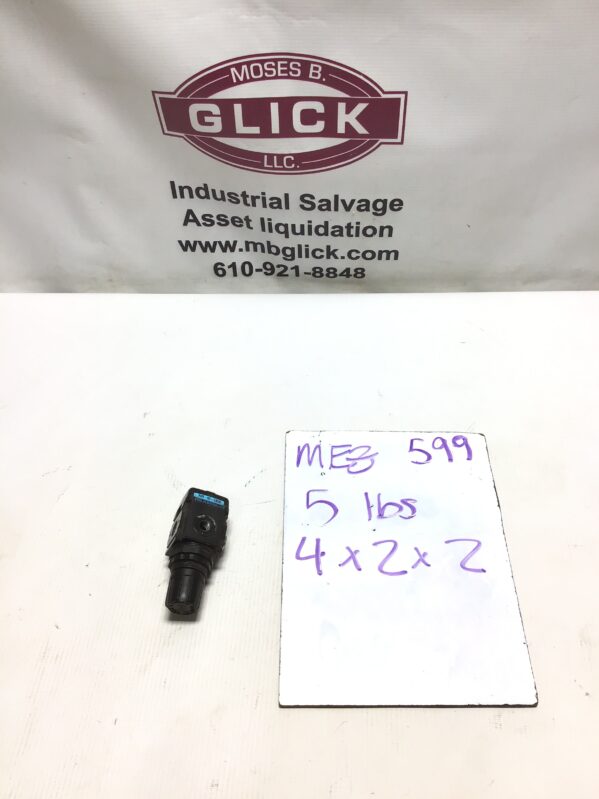 MOSES B.
GLICK
LLC.
Industrial Salvage
Asset liquidation
www.mbglick.com
610-921-8848
599
5 lbs
4 x 2 x 2